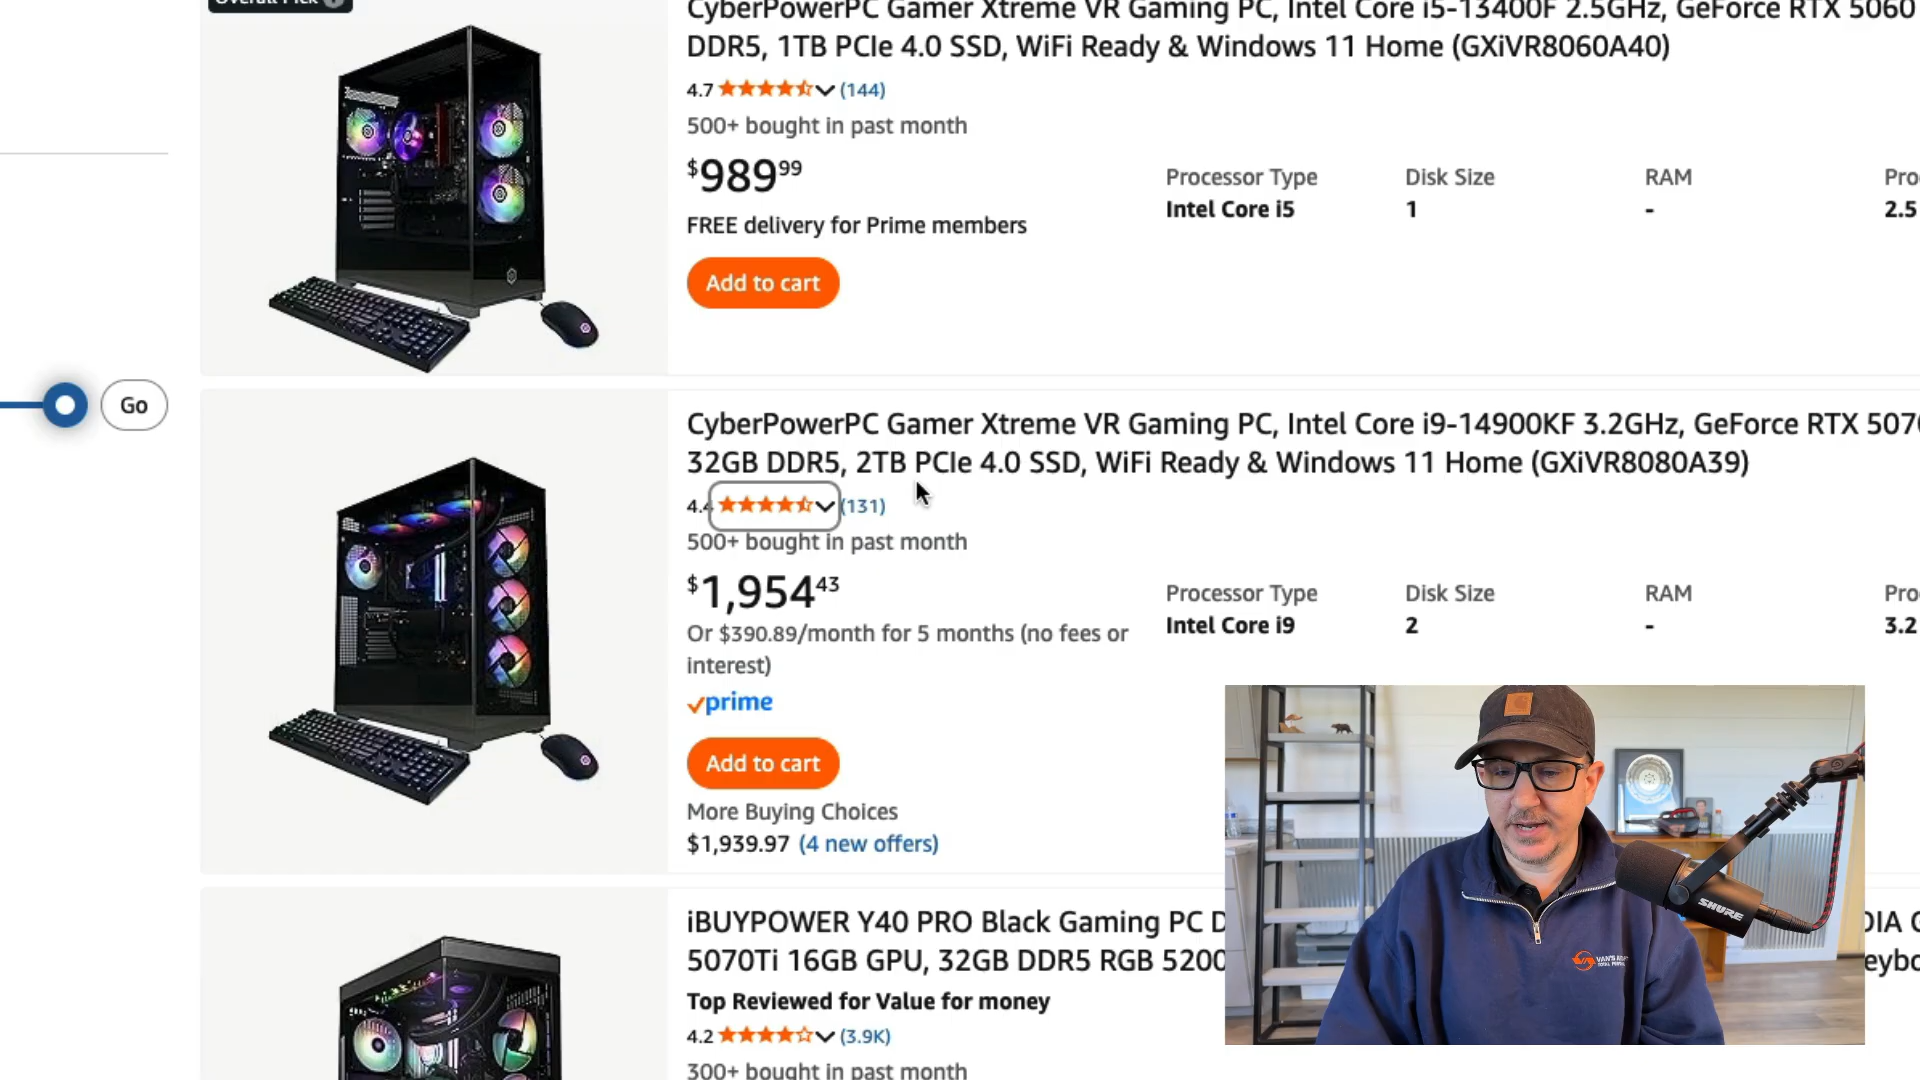 Overall Pick
CyberPowerPC Gamer Xtreme VR Gaming PC, Intel Core i5-13400F 2.5GHz, GeForce RTX 5060
DDR5, 1TB PCIe 4.0 SSD, WiFi Ready & Windows 11 Home (GXiVR8060A40)
4.7 (144)
500+ bought in past month
$989.99
FREE delivery for Prime members
Add to cart
Processor Type Disk Size RAM Pro
Intel Core i5 1 - 2.5
Go
CyberPowerPC Gamer Xtreme VR Gaming PC, Intel Core i9-14900KF 3.2GHz, GeForce RTX 507
32GB DDR5, 2TB PCIe 4.0 SSD, WiFi Ready & Windows 11 Home (GXiVR8080A39)
4.4 (131)
500+ bought in past month
$1,954.43
Or $390.89/month for 5 months (no fees or
interest)
prime
Add to cart
More Buying Choices
$1,939.97 (4 new offers)
Processor Type Disk Size RAM Pro
Intel Core i9 2 - 3.2
iBUYPOWER Y40 PRO Black Gaming PC D
DIA G
5070Ti 16GB GPU, 32GB DDR5 RGB 5200
eybo
Top Reviewed for Value for money
4.2 (3.9K)
300+ bought in past month
SHURE